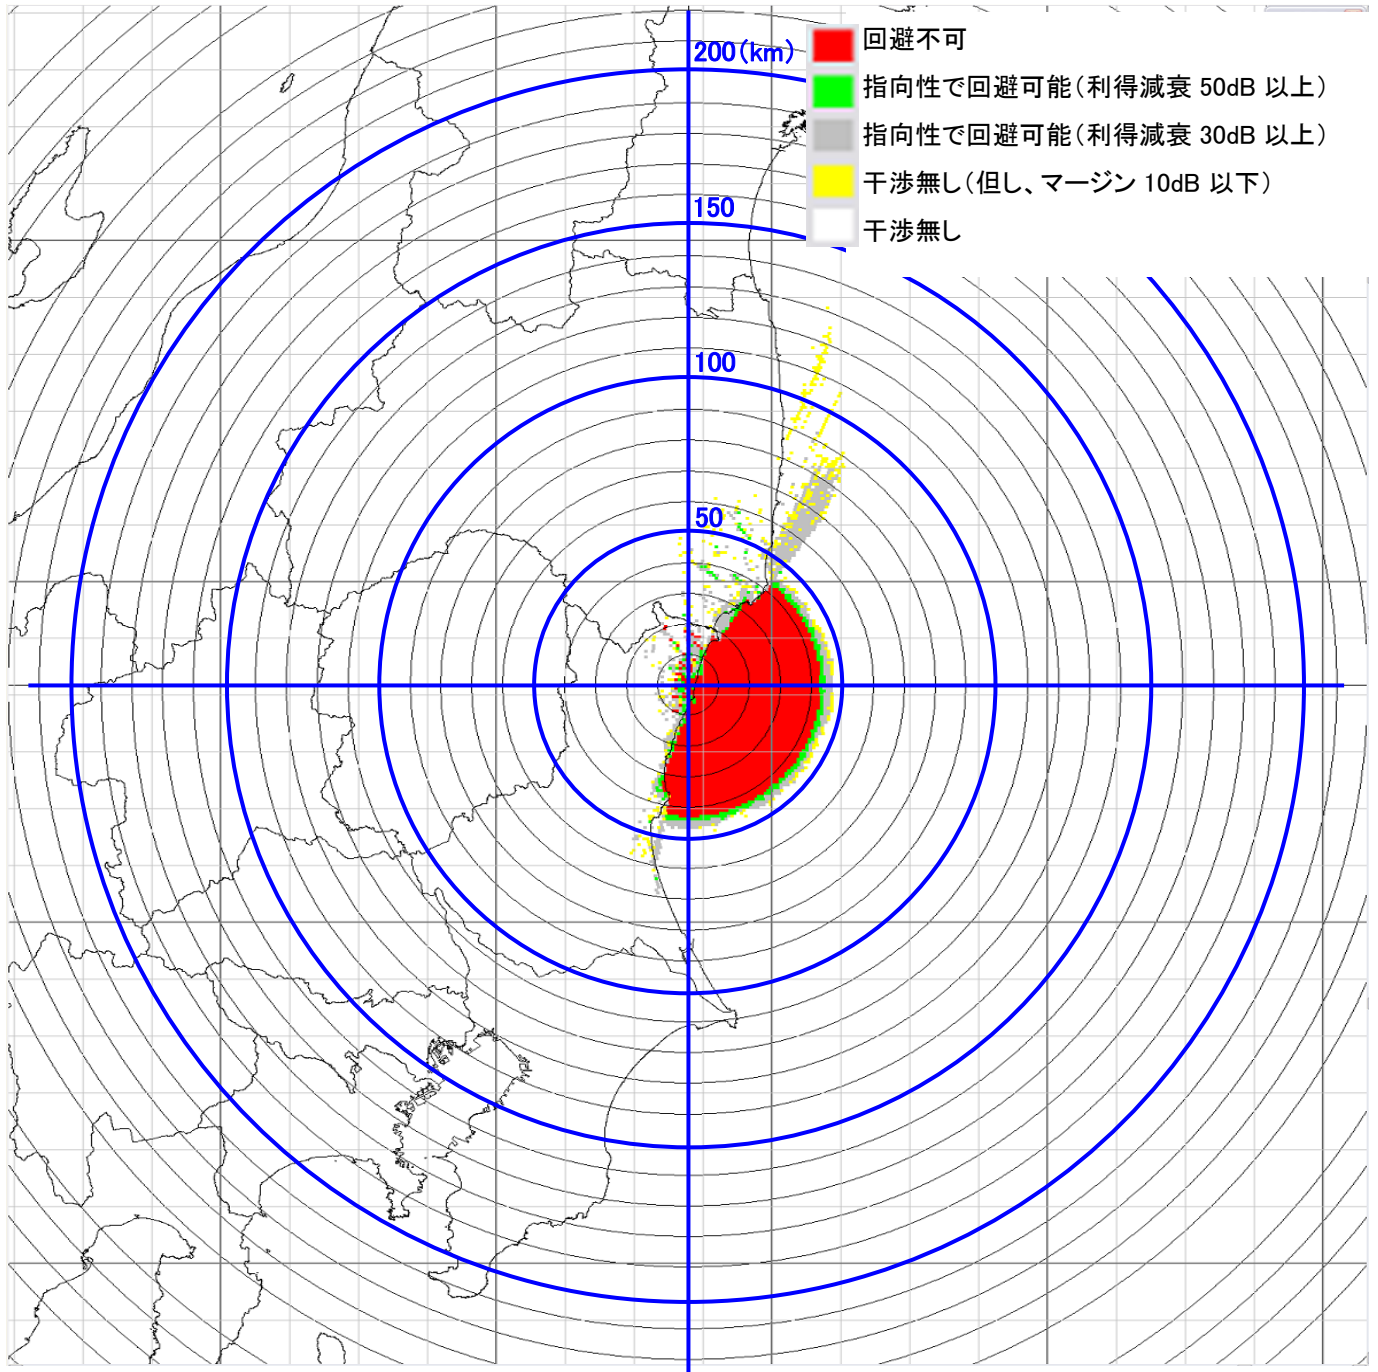 200(km)
回避不可
指向性で回避可能(利得減衰 50dB 以上)
指向性で回避可能(利得減衰 30dB 以上)
干渉無し(但し、マージン 10dB 以下)
干渉無し
150
100
50